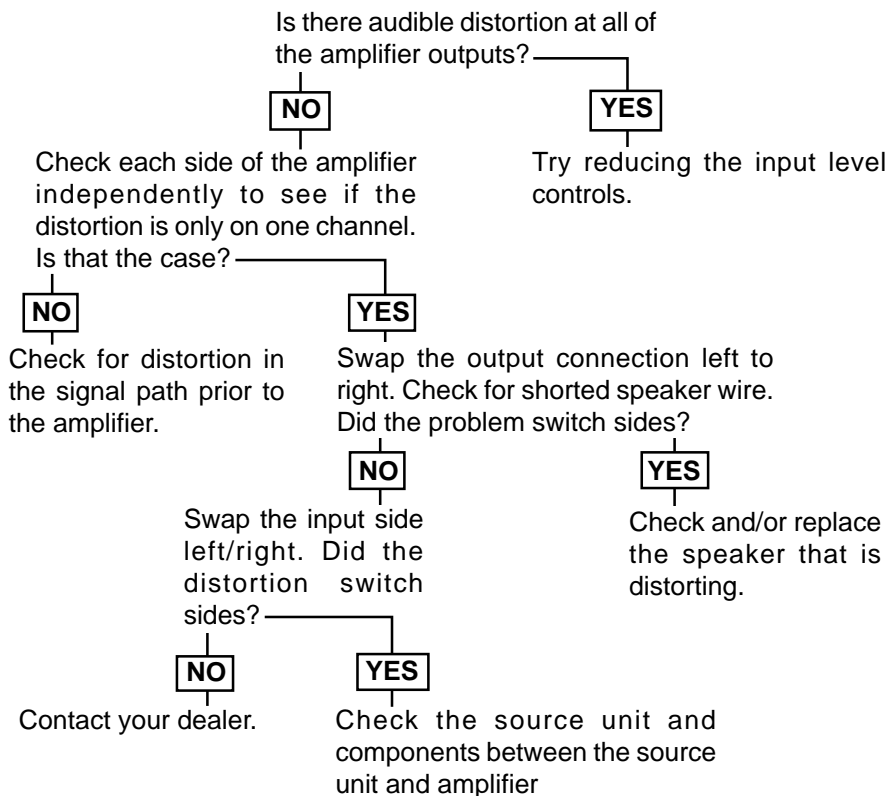 Is there audible distortion at all of
the amplifier outputs?
NO
YES
Check each side of the amplifier
independently to see if the
distortion is only on one channel.
Is that the case?
Try reducing the input level
controls.
NO
YES
Check for distortion in
the signal path prior to
the amplifier.
Swap the output connection left to
right. Check for shorted speaker wire.
Did the problem switch sides?
NO
YES
Swap the input side
left/right. Did the
distortion switch
sides?
Check and/or replace
the speaker that is
distorting.
NO
YES
Contact your dealer.
Check the source unit and
components between the source
unit and amplifier